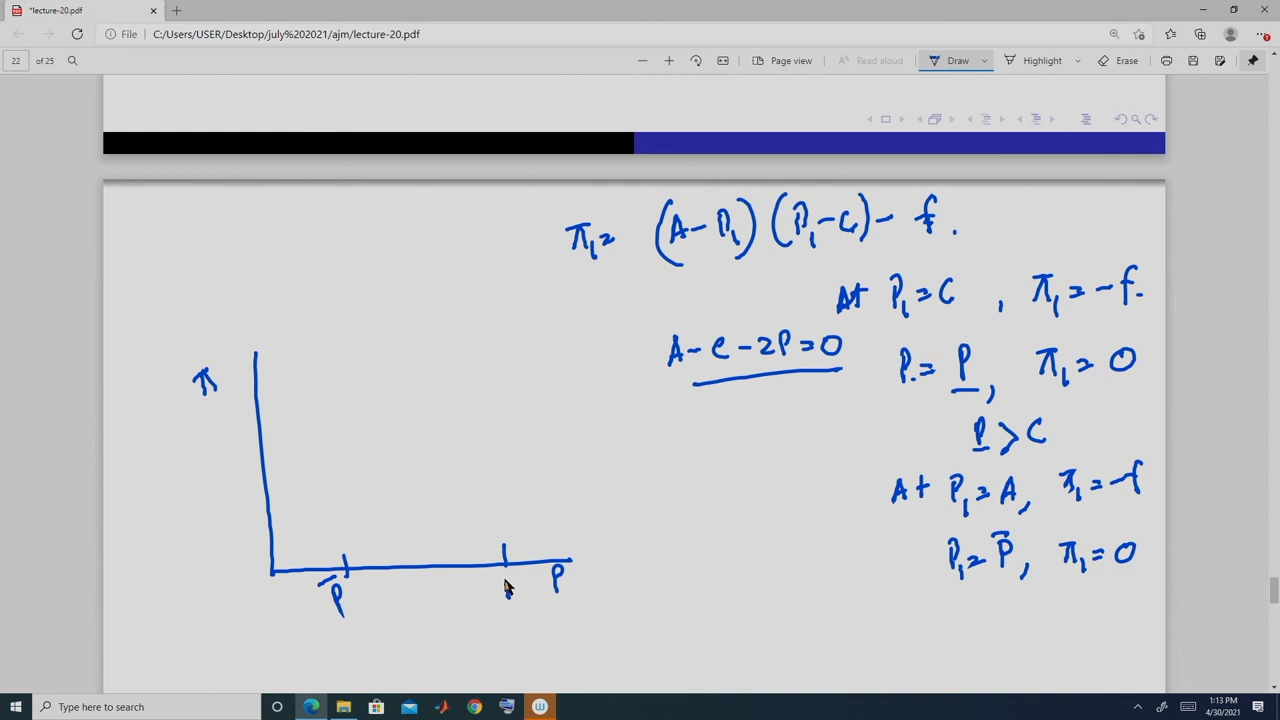 *lecture-20.pdf
File C:/Users/USER/Desktop/july%202021/ajm/lecture-20.pdf
22 of 25
Page view
Read aloud
Draw
Highlight
Erase
π₁ = (A - P₁) (P₁ - C) - f.
At P₁ = C , π₁ = - f.
A - c - 2P = 0
P. = <u>P</u>, π₁ = 0
π
<u>P</u> > C
At P₁ = A, π₁ = -f
P₁ = P̄, π₁ = 0
P̄
P
Type here to search
1:13 PM
4/30/2021